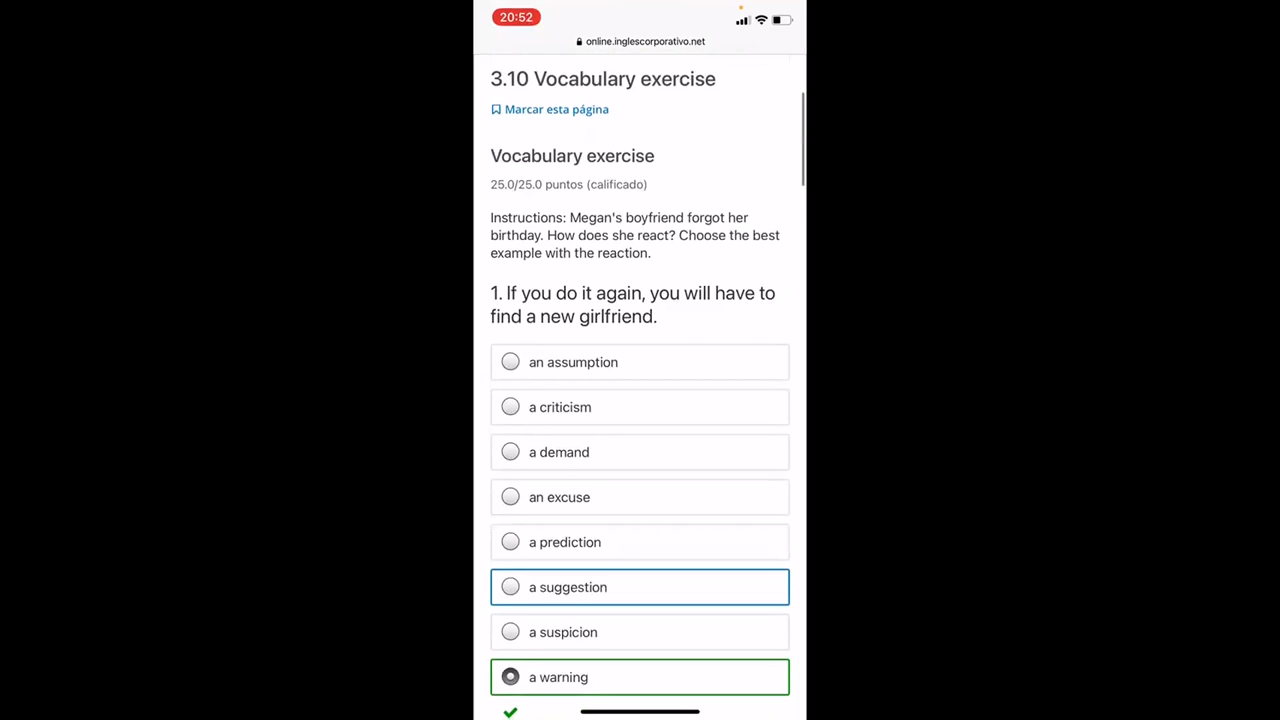 20:52
online.inglescorporativo.net
3.10 Vocabulary exercise
Marcar esta página
Vocabulary exercise
25.0/25.0 puntos (calificado)
Instructions: Megan's boyfriend forgot her
birthday. How does she react? Choose the best
example with the reaction.
1. If you do it again, you will have to
find a new girlfriend.
an assumption
a criticism
a demand
an excuse
a prediction
a suggestion
a suspicion
a warning